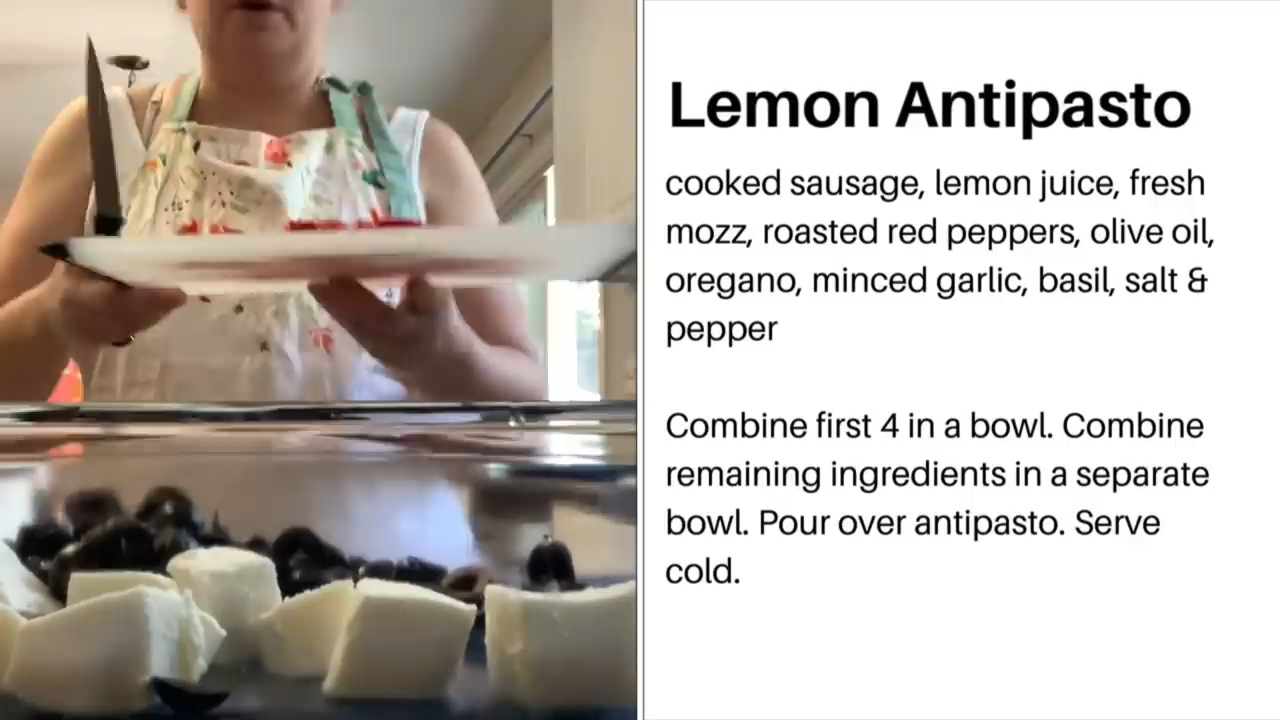 Lemon Antipasto
cooked sausage, lemon juice, fresh
mozz, roasted red peppers, olive oil,
oregano, minced garlic, basil, salt &
pepper
Combine first 4 in a bowl. Combine
remaining ingredients in a separate
bowl. Pour over antipasto. Serve
cold.